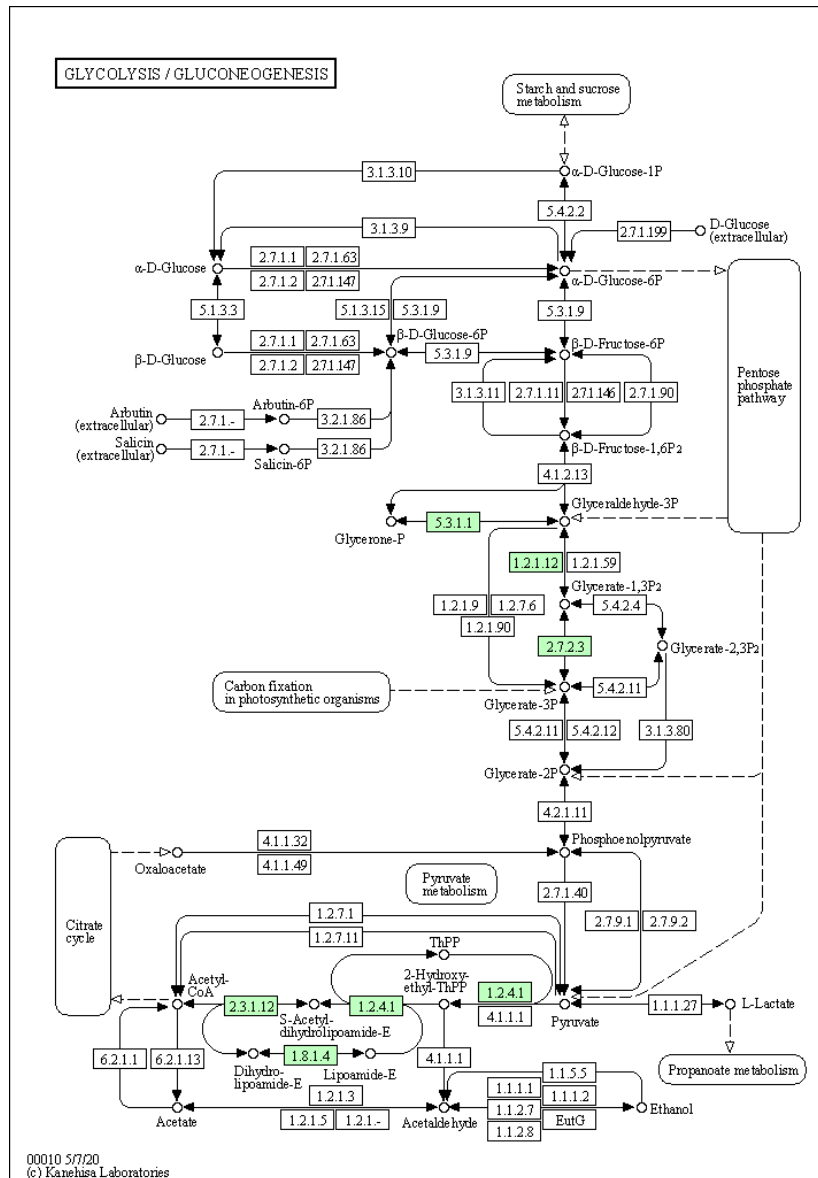 GLYCOLYSIS / GLUCONEOGENESIS
Starch and sucrose
metabolism
3.1.3.10
α-D-Glucose-1P
5.4.2.2
3.1.3.9
2.7.1.199
D-Glucose
(extracellular)
α-D-Glucose
2.7.1.1
2.7.1.63
2.7.1.2
2.7.1.147
α-D-Glucose-6P
5.1.3.3
5.1.3.15
5.3.1.9
5.3.1.9
β-D-Glucose
2.7.1.1
2.7.1.63
2.7.1.2
2.7.1.147
β-D-Glucose-6P
5.3.1.9
β-D-Fructose-6P
Pentose
phosphate
pathway
3.1.3.11
2.7.1.11
2.7.1.146
2.7.1.90
Arbutin
(extracellular)
2.7.1.-
Arbutin-6P
3.2.1.86
Salicin
(extracellular)
2.7.1.-
Salicin-6P
3.2.1.86
β-D-Fructose-1,6P2
4.1.2.13
Glyceraldehyde-3P
Glycerone-P
5.3.1.1
1.2.1.12
1.2.1.59
Glycerate-1,3P2
1.2.1.9
1.2.7.6
1.2.1.90
5.4.2.4
2.7.2.3
Glycerate-2,3P2
Carbon fixation
in photosynthetic organisms
Glycerate-3P
5.4.2.11
5.4.2.11
5.4.2.12
3.1.3.80
Glycerate-2P
4.2.1.11
Oxaloacetate
4.1.1.32
4.1.1.49
Phosphoenolpyruvate
Pyruvate
metabolism
2.7.1.40
2.7.9.1
2.7.9.2
Citrate
cycle
1.2.7.1
1.2.7.11
ThPP
2-Hydroxy-
ethyl-ThPP
Acetyl-
CoA
2.3.1.12
S-Acetyl-
dihydrolipoamide-E
1.2.4.1
1.2.4.1
4.1.1.1
Pyruvate
1.1.1.27
L-Lactate
Dihydro-
lipoamide-E
1.8.1.4
Lipoamide-E
6.2.1.1
6.2.1.13
4.1.1.1
Propanoate metabolism
1.1.5.5
1.1.1.1
1.1.1.2
1.1.2.7
EutG
1.1.2.8
Ethanol
Acetate
1.2.1.3
1.2.1.5
1.2.1.-
Acetaldehyde
00010 5/7/20
(c) Kanehisa Laboratories